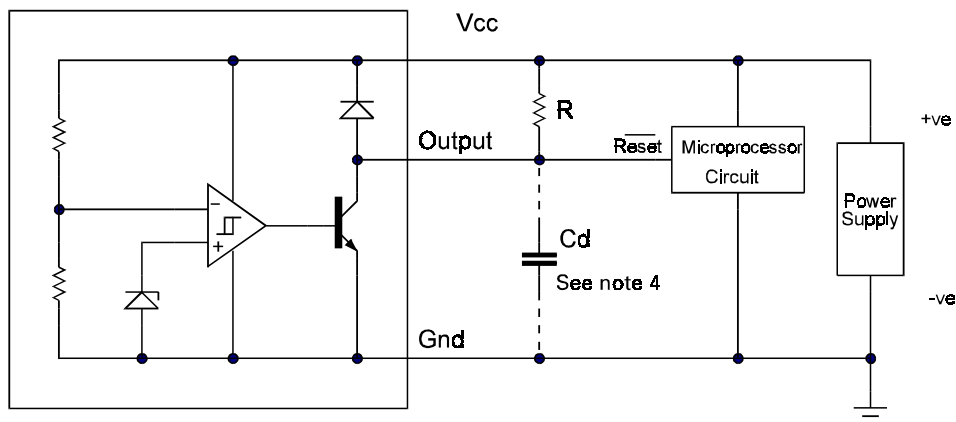 Vcc
+ve
R
Output
Reset
Microprocessor
Circuit
Power
Supply
−
+
Cd
See note 4
-ve
Gnd